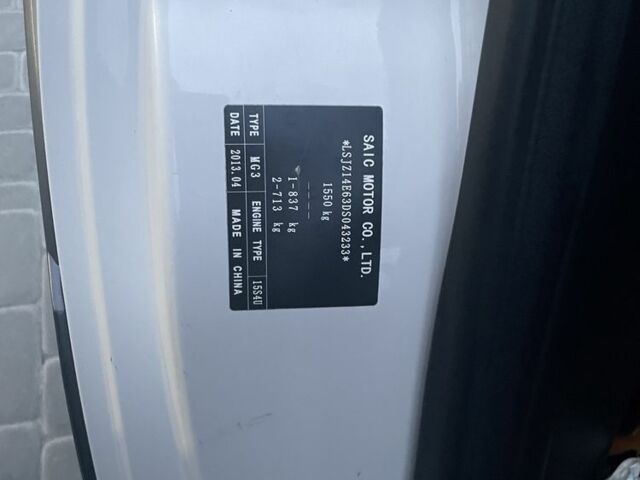 SAIC MOTOR CO.,LTD.
*LSJZ14E63DS043233*
1550 kg
----
1-837 kg
2-713 kg
TYPE MG3 ENGINE TYPE 15S4U
DATE 2013.04 MADE IN CHINA